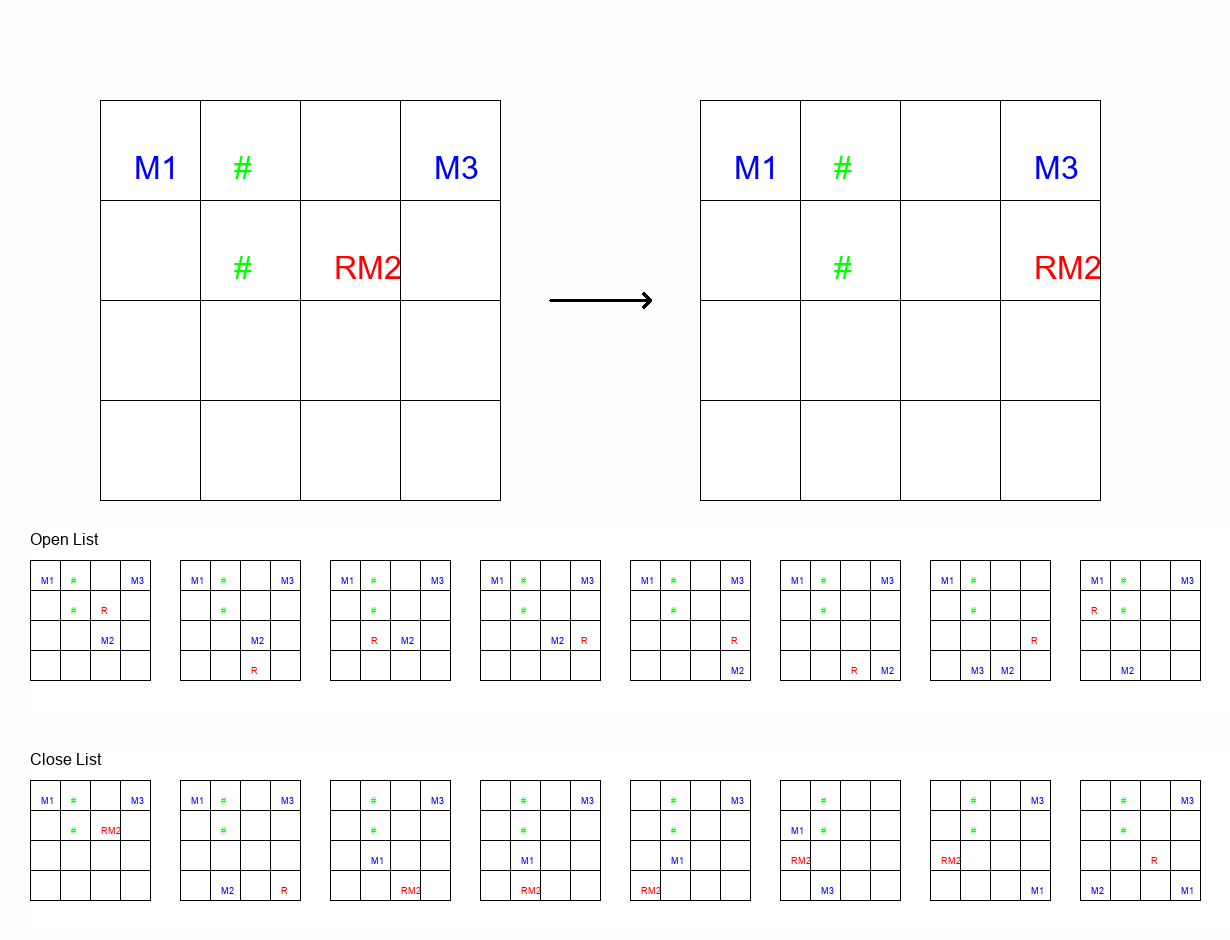 M1 # M3 M1 # M3
# RM2 # RM2
Open List
M1 # M3 M1 # M3 M1 # M3 M1 # M3 M1 # M3 M1 # M3 M1 # M1 # M3
# R # # # # # # R #
M2 M2 R M2 M2 R R R
R M2 R M2 M3 M2 M2
Close List
M1 # M3 M1 # M3 # M3 # M3 # M3 # # M3 # M3
# RM2 # # # # M1 # # #
M1 M1 M1 RM2 RM2 R
M2 R RM2 RM2 RM2 M3 M1 M2 M1